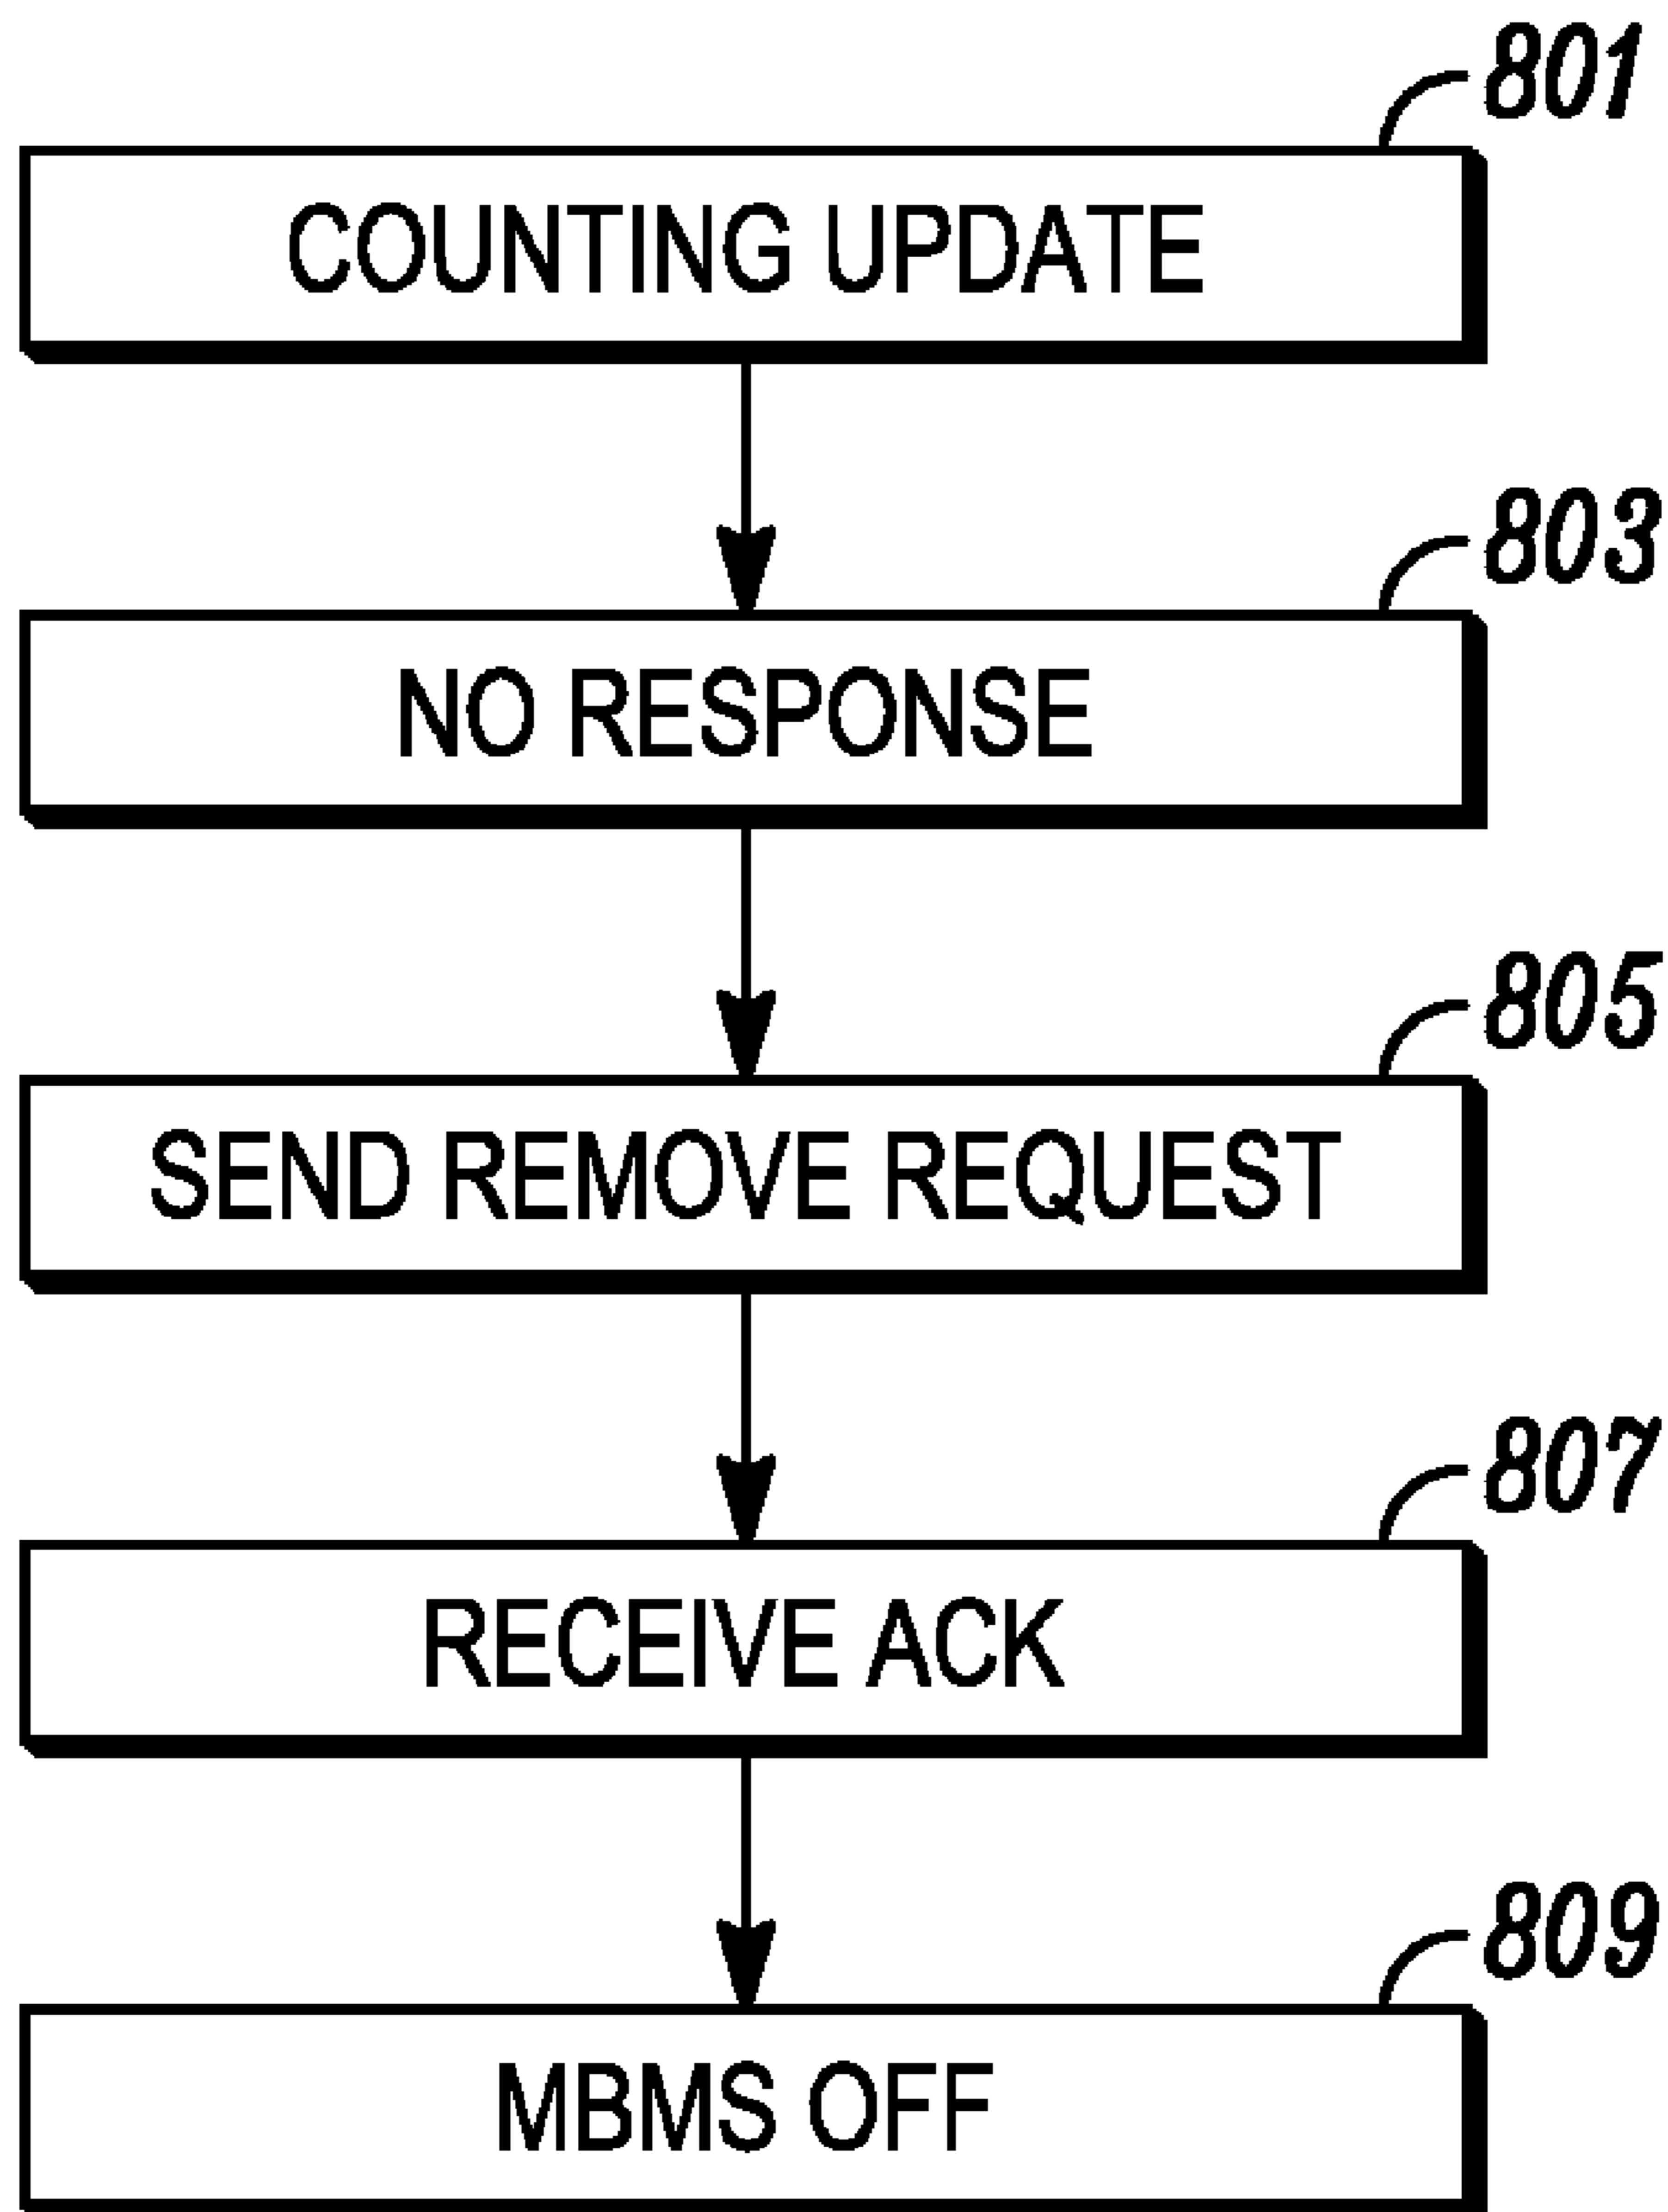 801
COUNTING UPDATE
803
NO RESPONSE
805
SEND REMOVE REQUEST
807
RECEIVE ACK
809
MBMS OFF